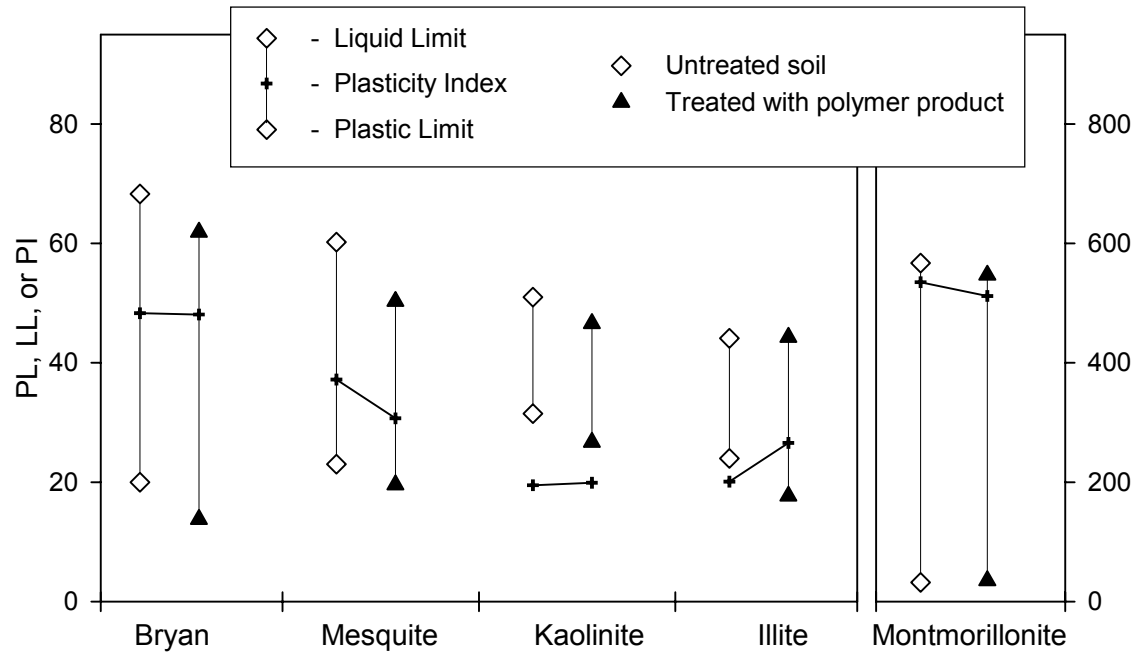 - Liquid Limit
- Plasticity Index
- Plastic Limit
Untreated soil
Treated with polymer product
PL, LL, or PI
80
60
40
20
0
800
600
400
200
0
Bryan
Mesquite
Kaolinite
Illite
Montmorillonite